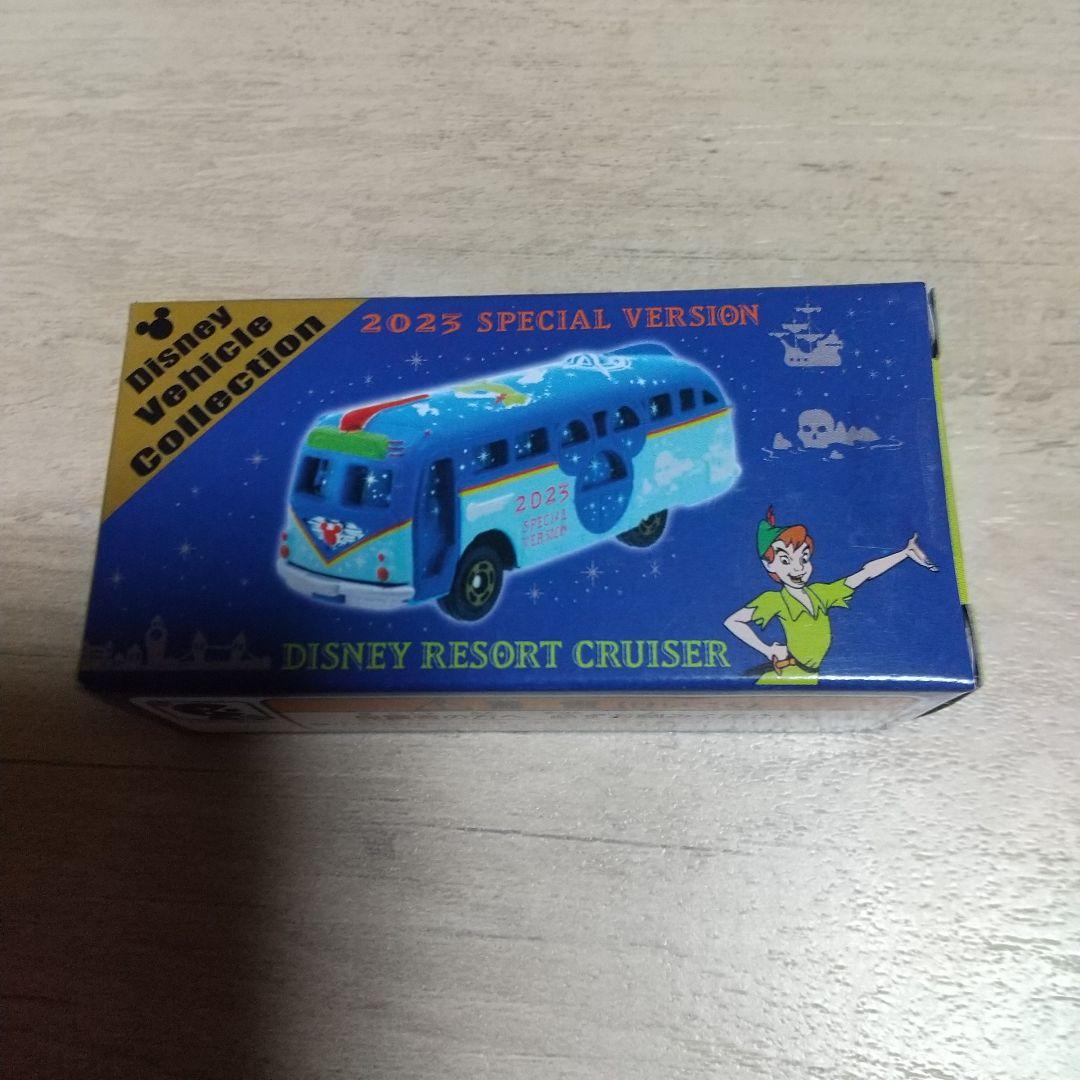 Disney
Vehicle
Collection
2023 SPECIAL VERSION
2023
SPECIAL
VERSION
DISNEY RESORT CRUISER